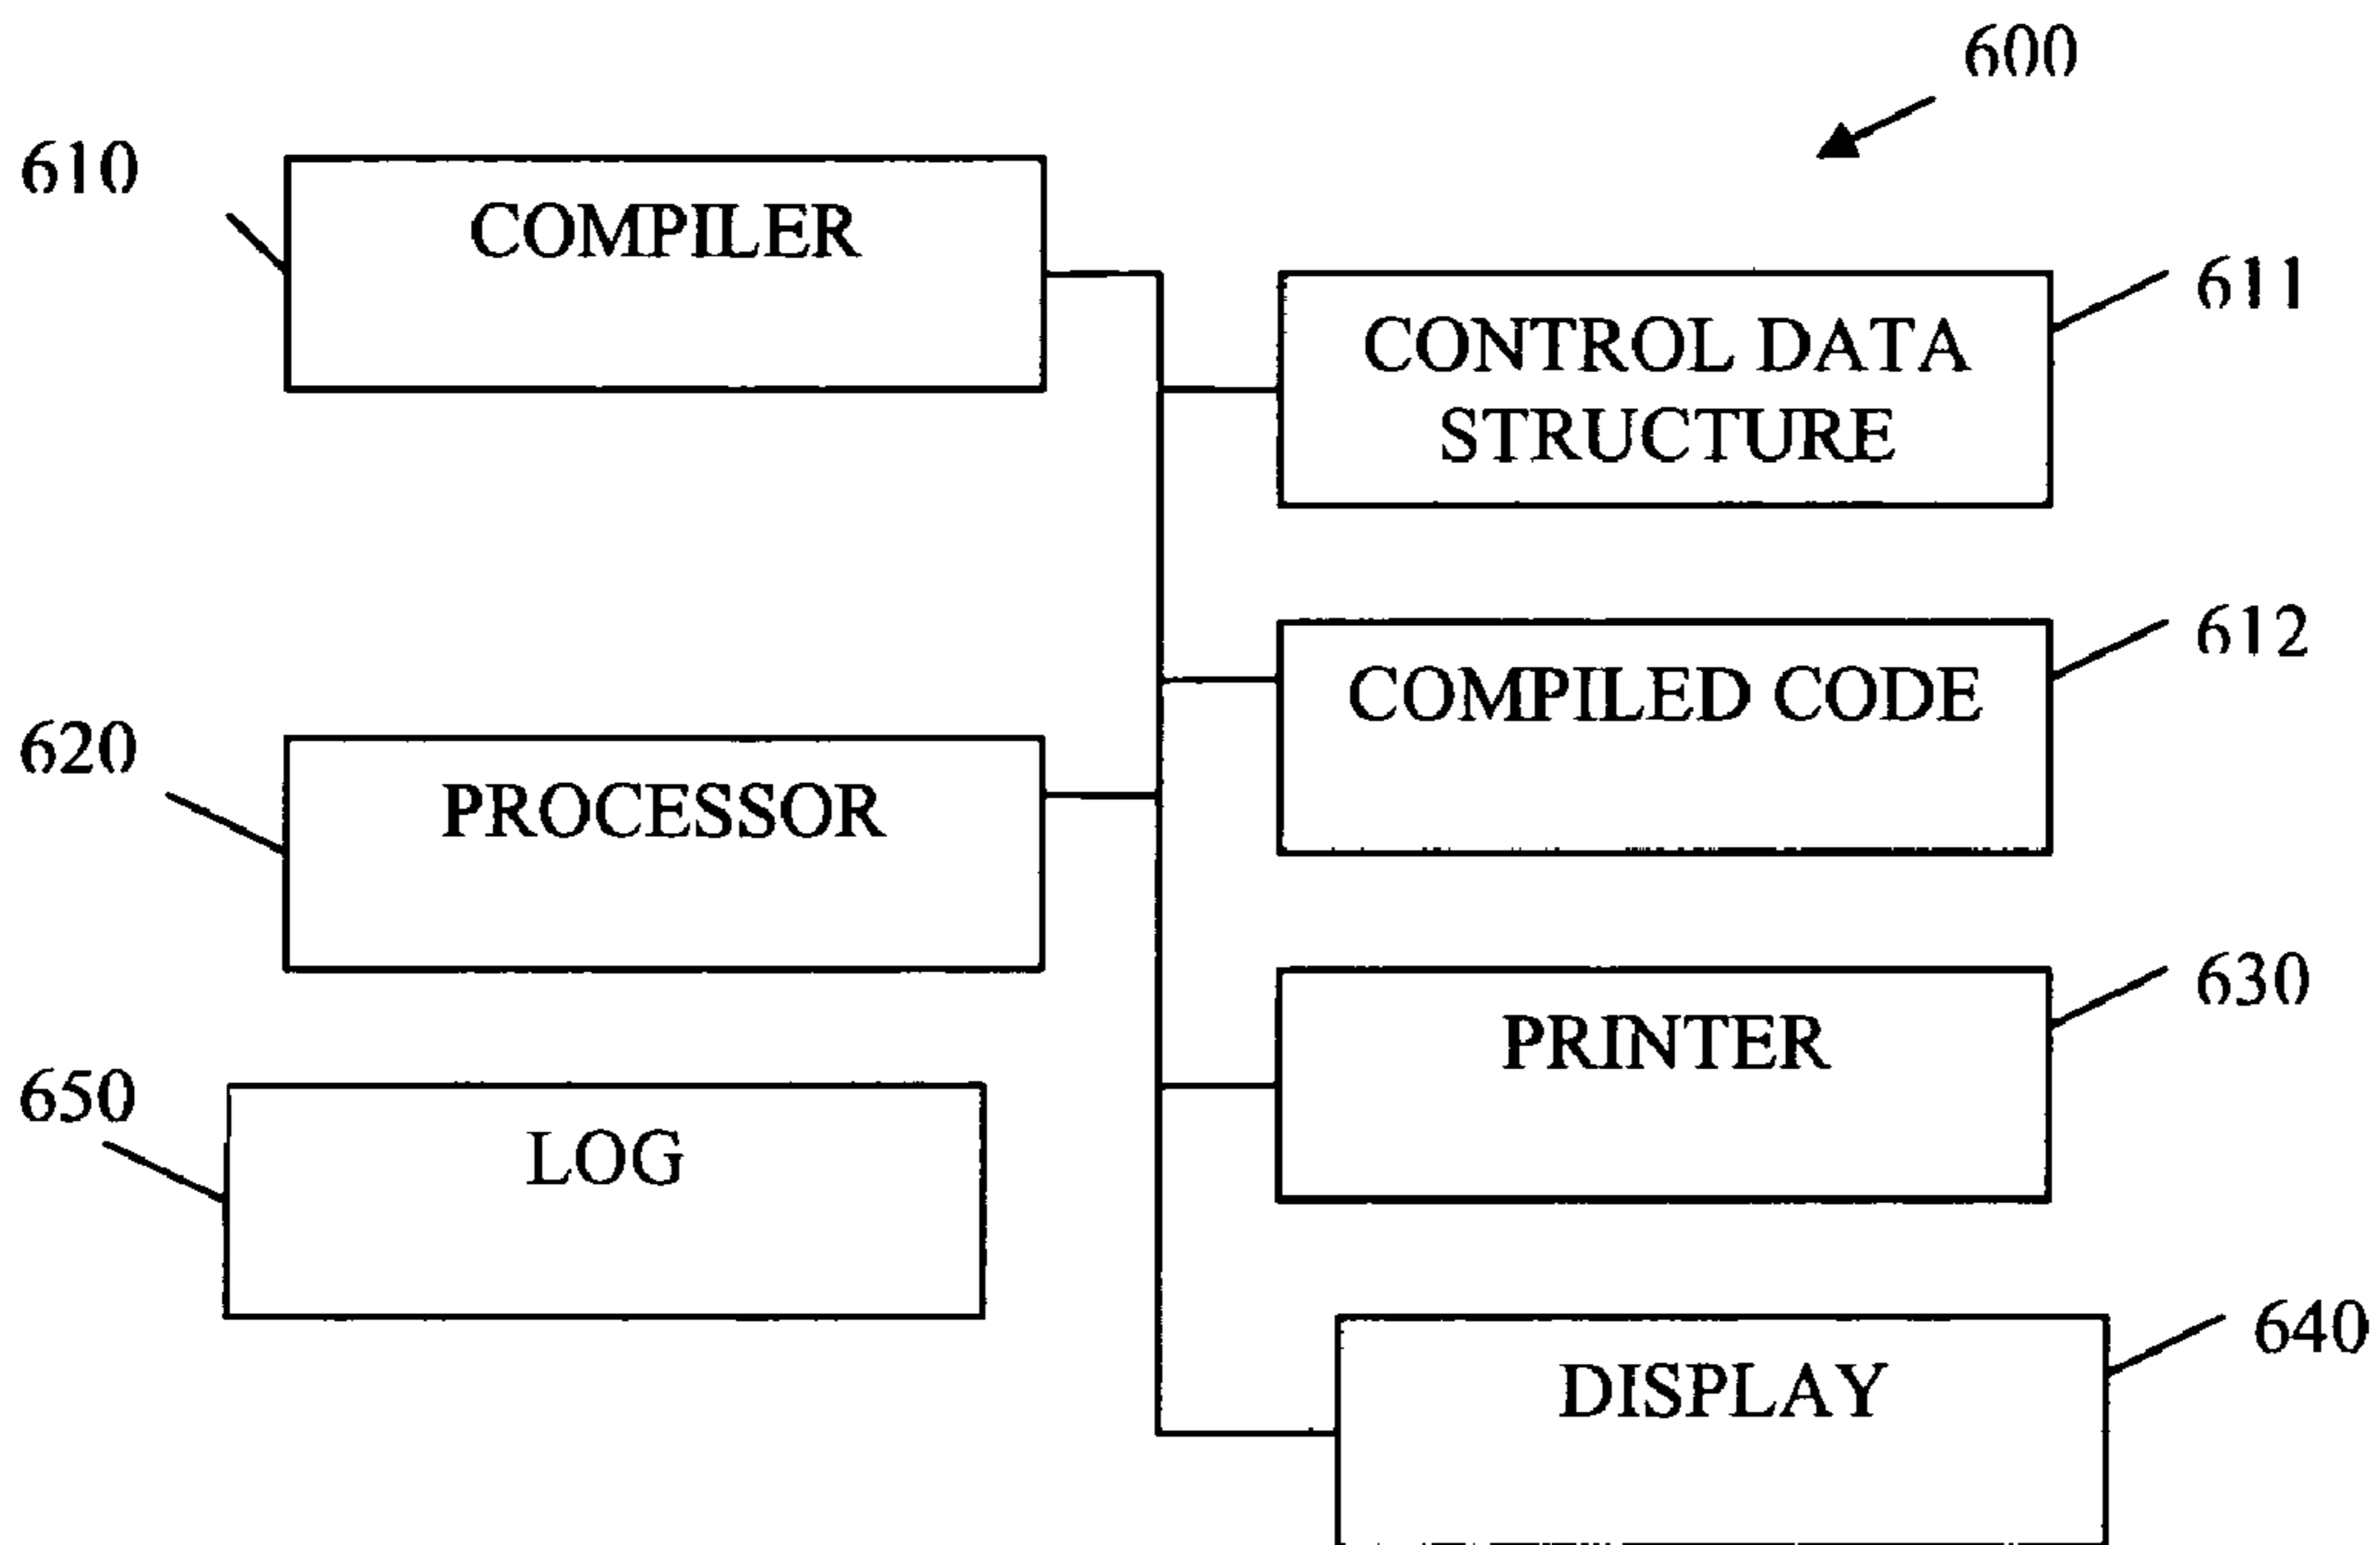 600
610
COMPILER
611
CONTROL DATA
STRUCTURE
612
COMPILED CODE
620
PROCESSOR
630
PRINTER
650
LOG
640
DISPLAY